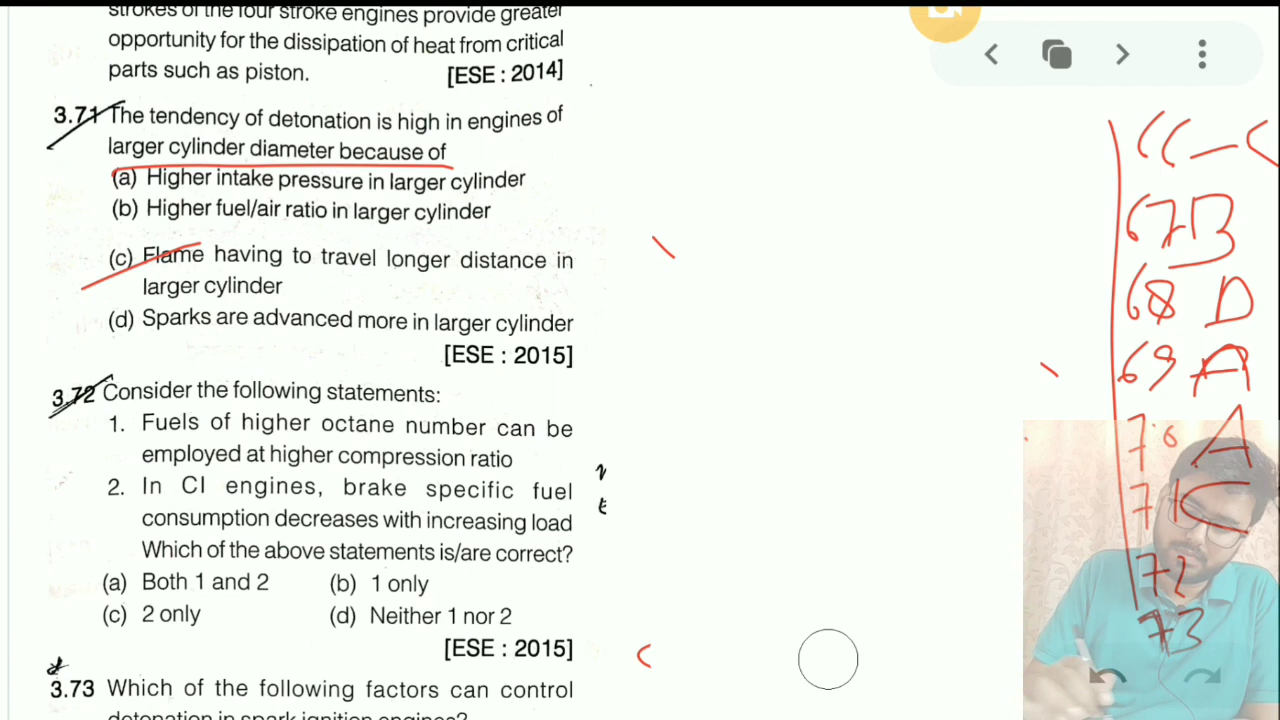 strokes of the four stroke engines provide greater
opportunity for the dissipation of heat from critical
parts such as piston. [ESE : 2014]
3.71 The tendency of detonation is high in engines of
larger cylinder diameter because of
(a) Higher intake pressure in larger cylinder
(b) Higher fuel/air ratio in larger cylinder
(c) Flame having to travel longer distance in
larger cylinder
(d) Sparks are advanced more in larger cylinder
[ESE : 2015]
3.72 Consider the following statements:
1. Fuels of higher octane number can be
employed at higher compression ratio
2. In CI engines, brake specific fuel
consumption decreases with increasing load
Which of the above statements is/are correct?
(a) Both 1 and 2 (b) 1 only
(c) 2 only (d) Neither 1 nor 2
[ESE : 2015]
3.73 Which of the following factors can control
detonation in spark ignition engines?
67 B
68 D
69 A
70 A
71 C
72
73